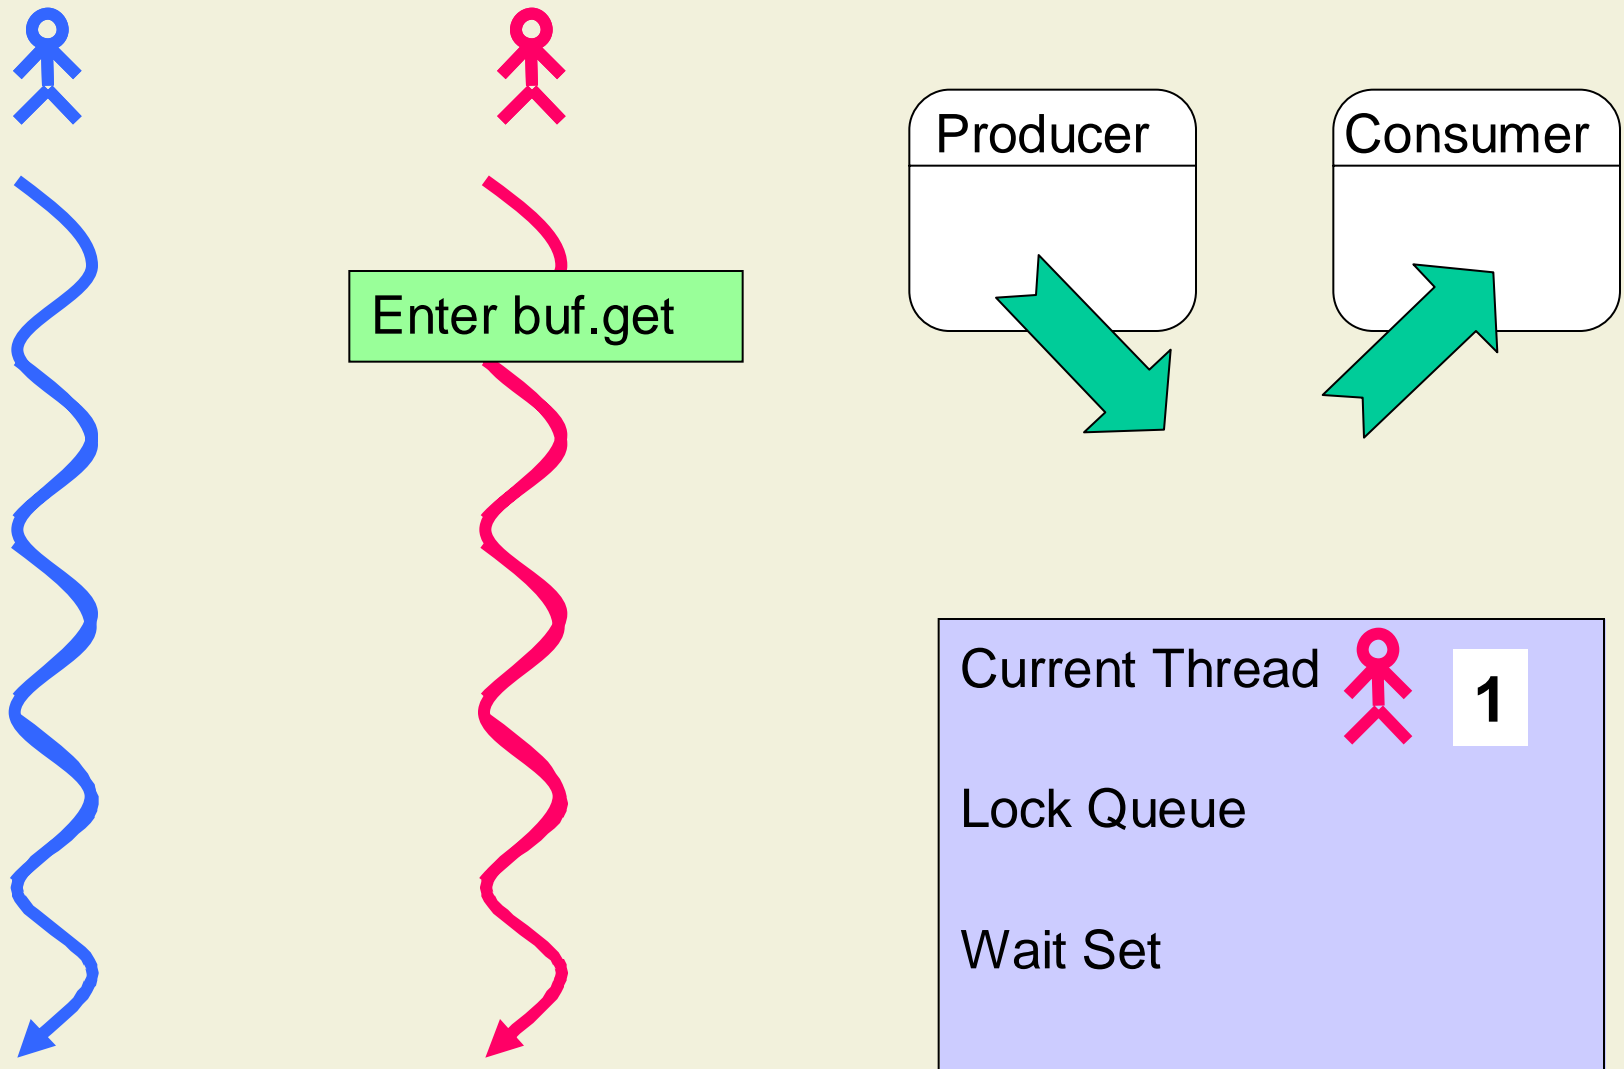 Producer
Consumer
Enter buf.get
Current Thread
1
Lock Queue
Wait Set